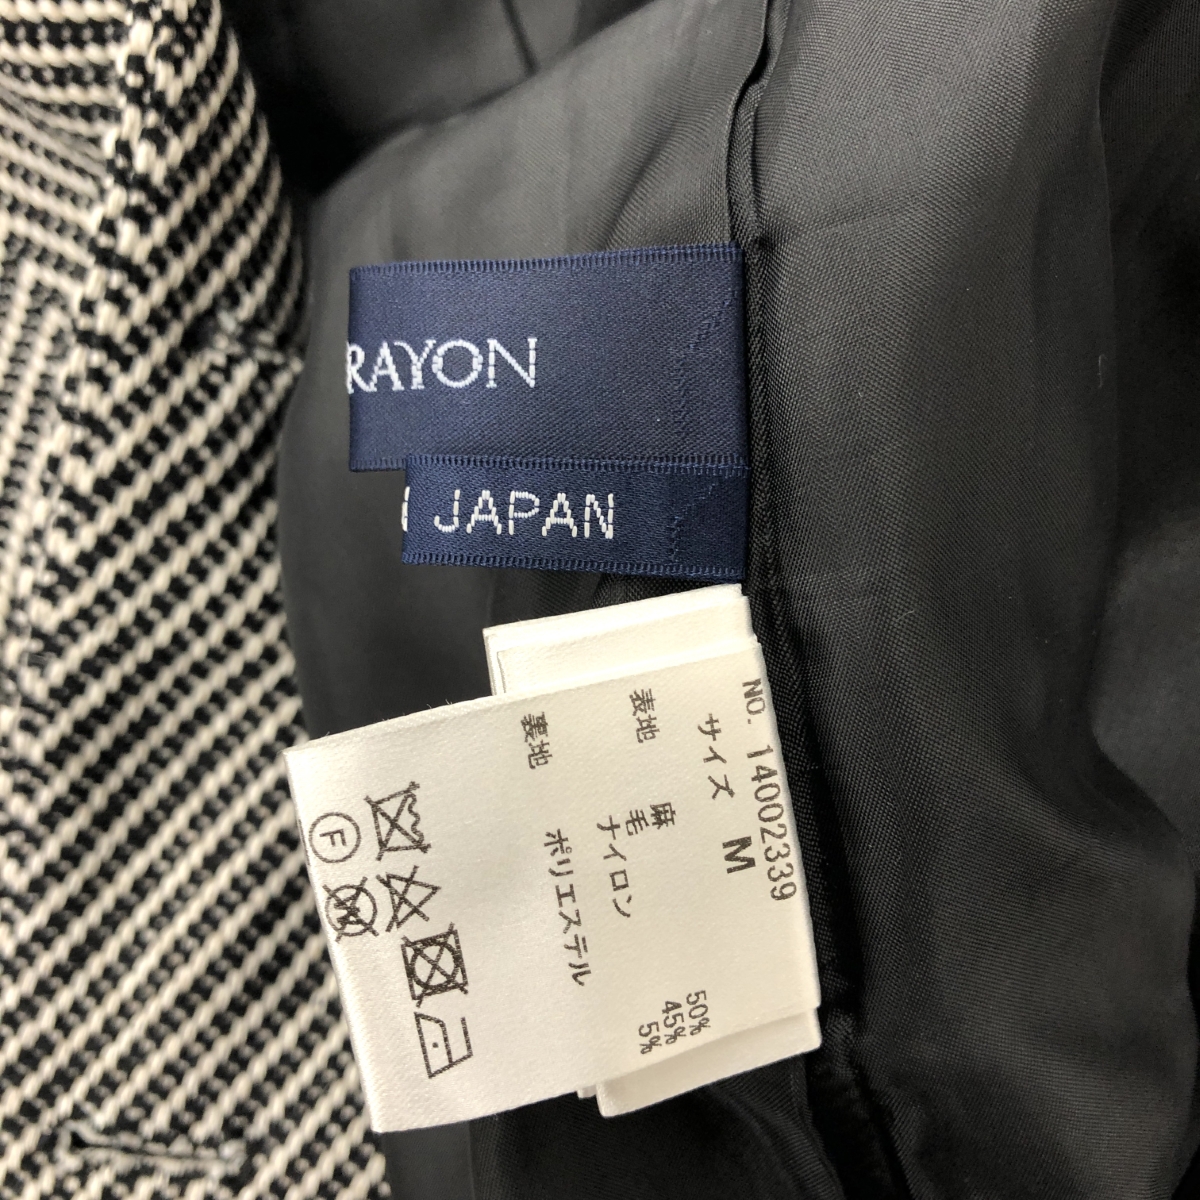 RAYON
JAPAN
NO. 14002339
サイズ M
表地 麻 50%
毛 45%
ナイロン 5%
裏地 ポリエステル
F
W